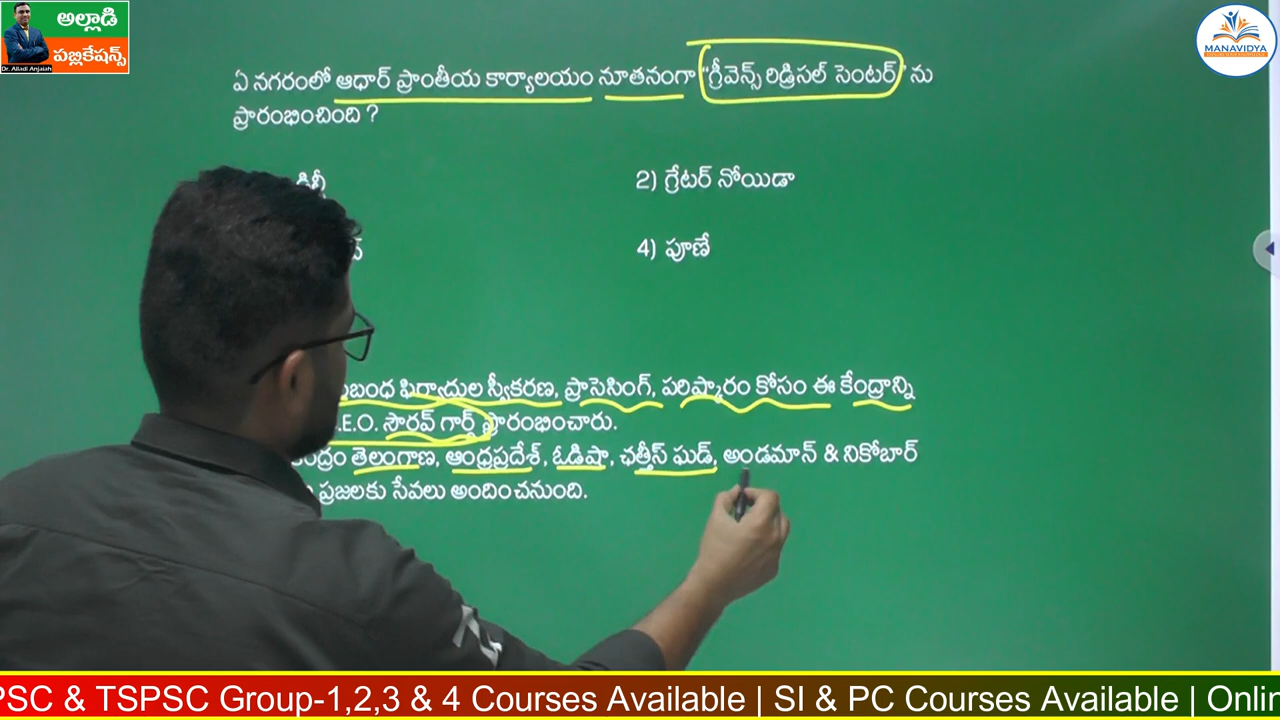 అల్లాడి
పబ్లికేషన్స్
Dr. Alladi Anjaiah
MANAVIDYA
ఏ నగరంలో ఆధార్ ప్రాంతీయ కార్యాలయం నూతనంగా "గ్రీవెన్స్ రిడ్రిసల్ సెంటర్" ను
ప్రారంభించింది ?
2) గ్రేటర్ నోయిడా
4) పూణే
ఫిర్యాదుల స్వీకరణ, ప్రాసెసింగ్, పరిష్కారం కోసం ఈ కేంద్రాన్ని
.E.O. సౌరవ్ గార్గ్ ప్రారంభించారు.
తెలంగాణ, ఆంధ్రప్రదేశ్, ఓడిషా, ఛత్తీస్ ఘడ్, అండమాన్ & నికోబార్
ప్రజలకు సేవలు అందించనుంది.
PSC & TSPSC Group-1,2,3 & 4 Courses Available | SI & PC Courses Available | Onlin